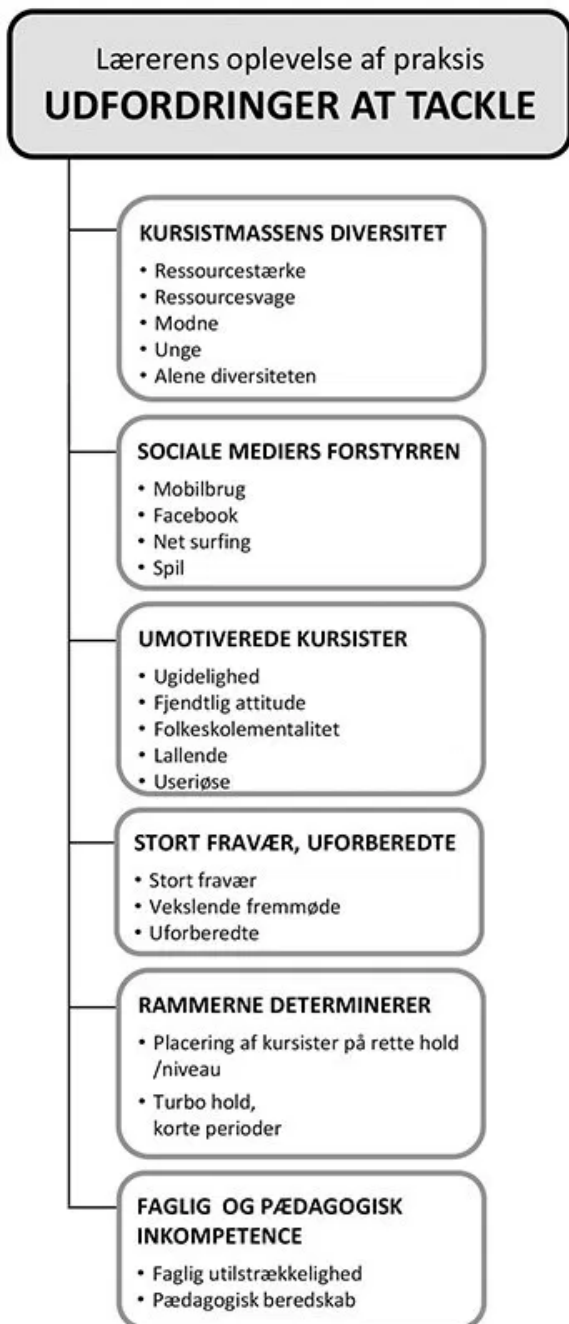 Lærerens oplevelse af praksis
UDFORDRINGER AT TACKLE
KURSISTMASSENS DIVERSITET
• Ressourcestærke
• Ressourcesvage
• Modne
• Unge
• Alene diversiteten
SOCIALE MEDIERS FORSTYRREN
• Mobilbrug
• Facebook
• Net surfing
• Spil
UMOTIVEREDE KURSISTER
• Ugidelighed
• Fjendtlig attitude
• Folkeskolementalitet
• Lallende
• Useriøse
STORT FRAVÆR, UFORBEREDTE
• Stort fravær
• Vekslende fremmøde
• Uforberedte
RAMMERNE DETERMINERER
• Placering af kursister på rette hold
/niveau
• Turbo hold,
korte perioder
FAGLIG OG PÆDAGOGISK
INKOMPETENCE
• Faglig utilstrækkelighed
• Pædagogisk beredskab